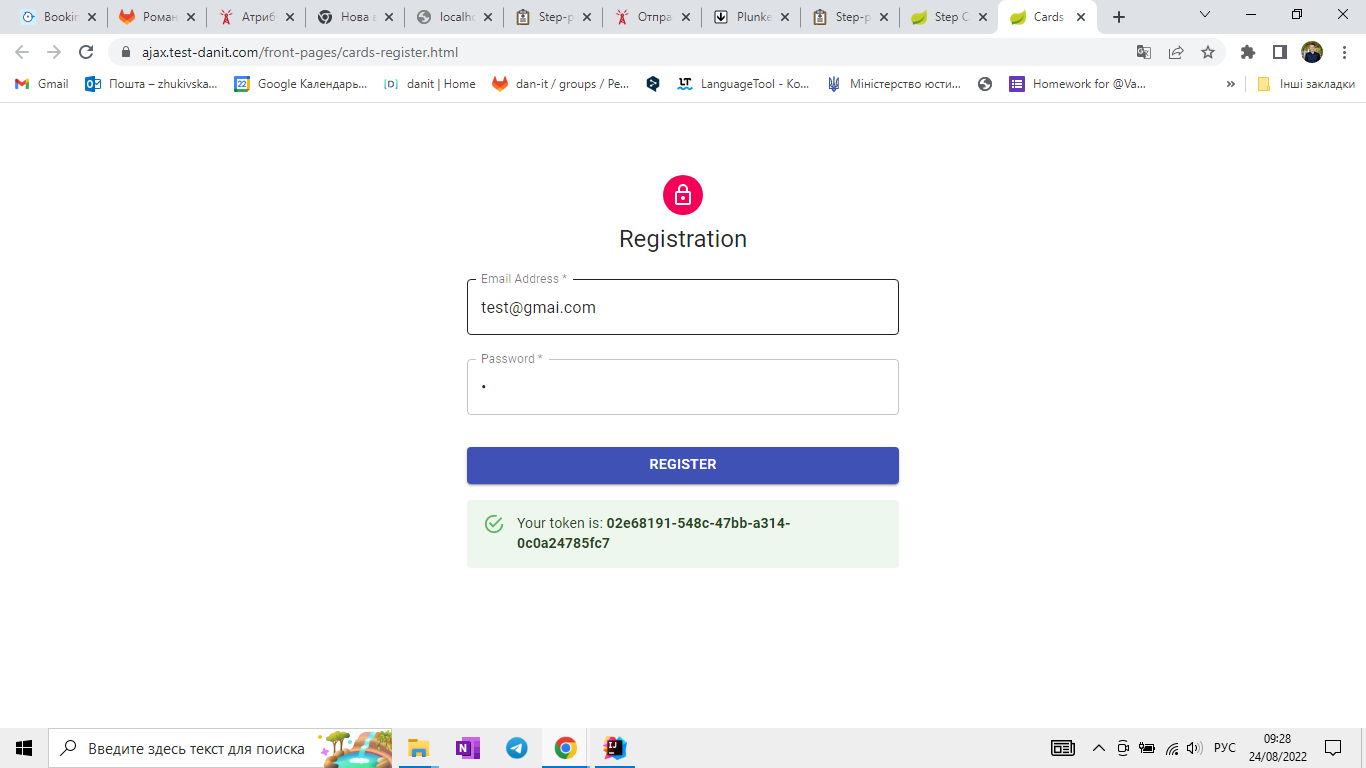 Bookin
Роман
Атриб
Нова в
localho
Step-p
Отпра
Plunke
Step-p
Step C
Cards
ajax.test-danit.com/front-pages/cards-register.html
Gmail
Пошта – zhukivska...
22
Google Календарь...
[D] danit | Home
dan-it / groups / Pe...
LT LanguageTool - Ko...
Міністерство юсти...
Homework for @Va...
»
Інші закладки
Registration
Email Address *
test@gmai.com
Password *
•
REGISTER
Your token is: 02e68191-548c-47bb-a314-
0c0a24785fc7
Введите здесь текст для поиска
N
IJ
РУС
09:28
24/08/2022